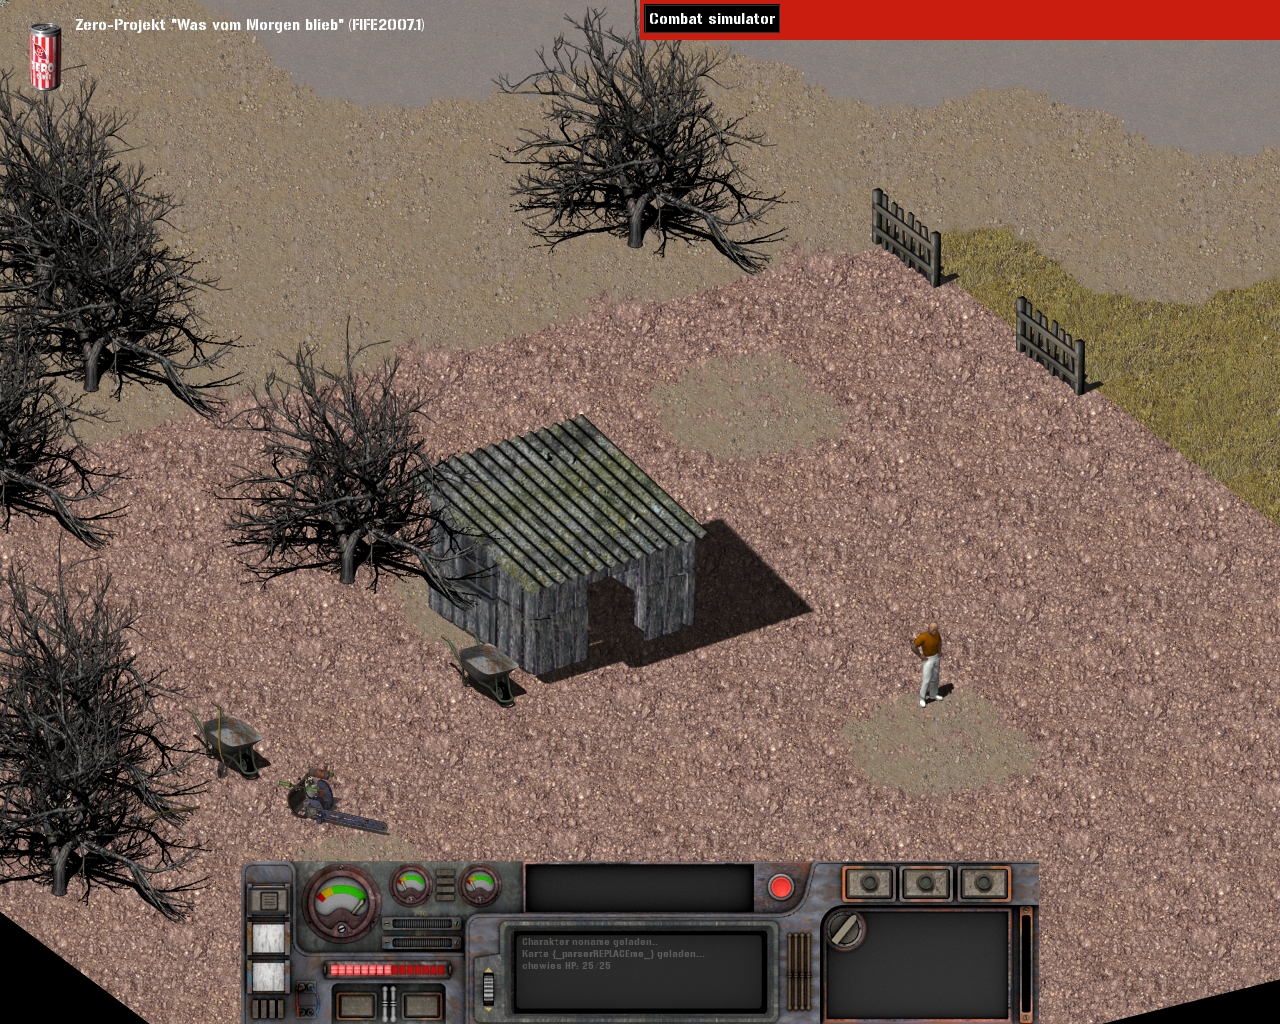 Zero-Projekt "Was vom Morgen blieb" (FIFE2007.1)
Combat simulator
ZERO
Charakter noname geladen..
Karte {_parserREPLACEme_} geladen...
chewies HP: 25/25